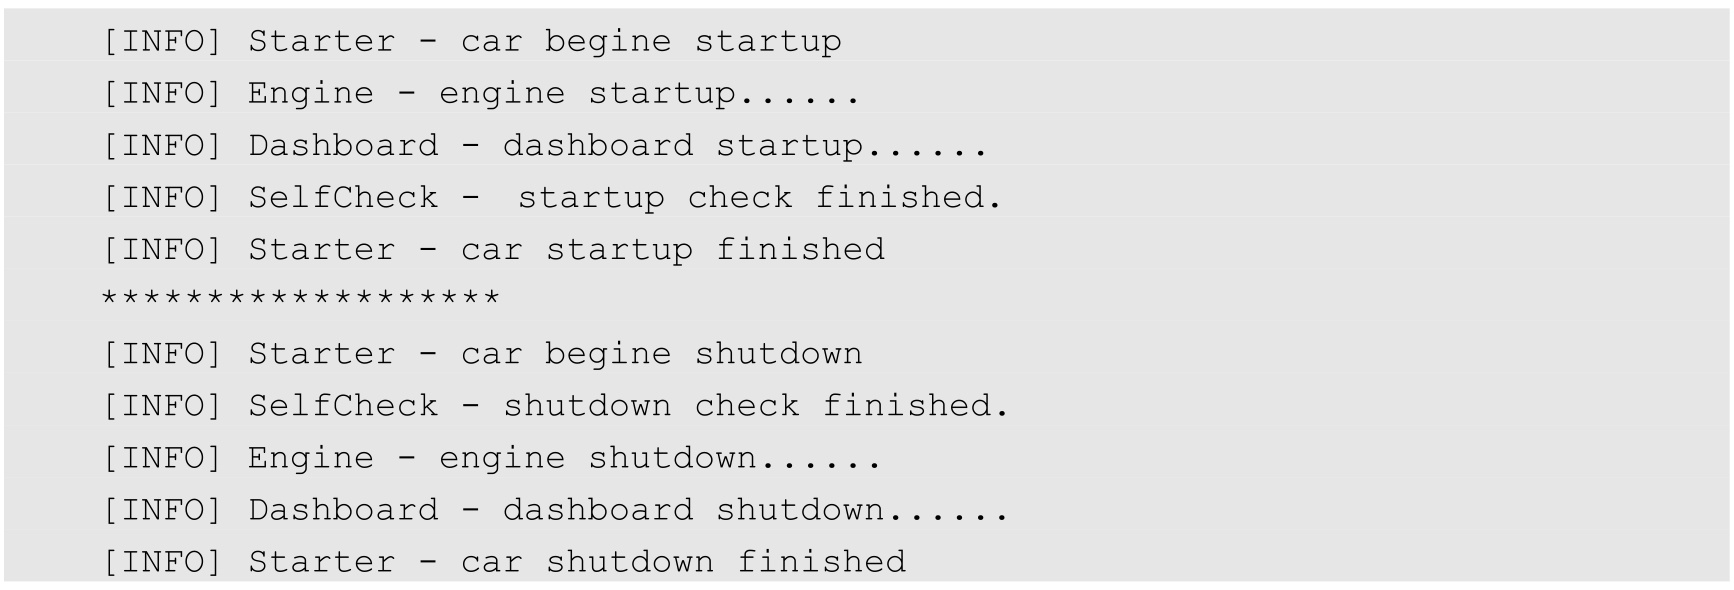 [INFO] Starter - car begine startup
[INFO] Engine - engine startup......
[INFO] Dashboard - dashboard startup......
[INFO] SelfCheck -  startup check finished.
[INFO] Starter - car startup finished
*******************
[INFO] Starter - car begine shutdown
[INFO] SelfCheck - shutdown check finished.
[INFO] Engine - engine shutdown......
[INFO] Dashboard - dashboard shutdown......
[INFO] Starter - car shutdown finished